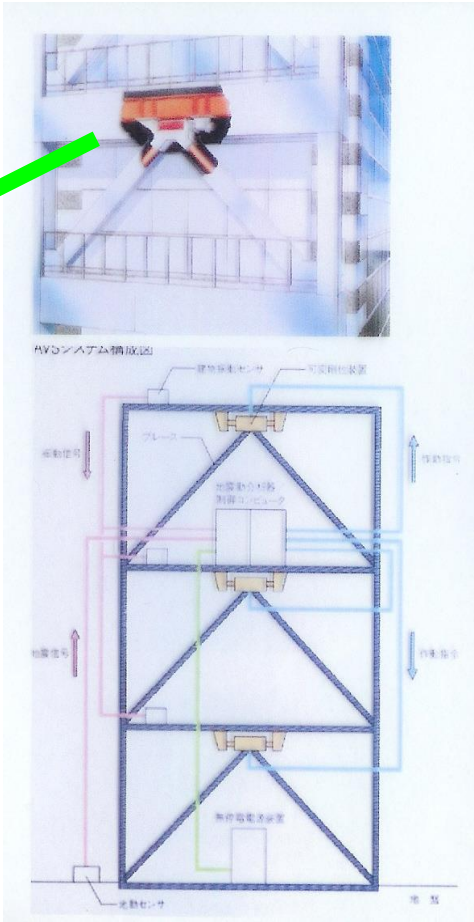 AVSシステム構成図
建物振動センサ
可変剛性装置
ブレース
振動信号
作動指令
地震動分析器/
制御コンピュータ
地震信号
作動指令
無停電電源装置
地動センサ
地盤